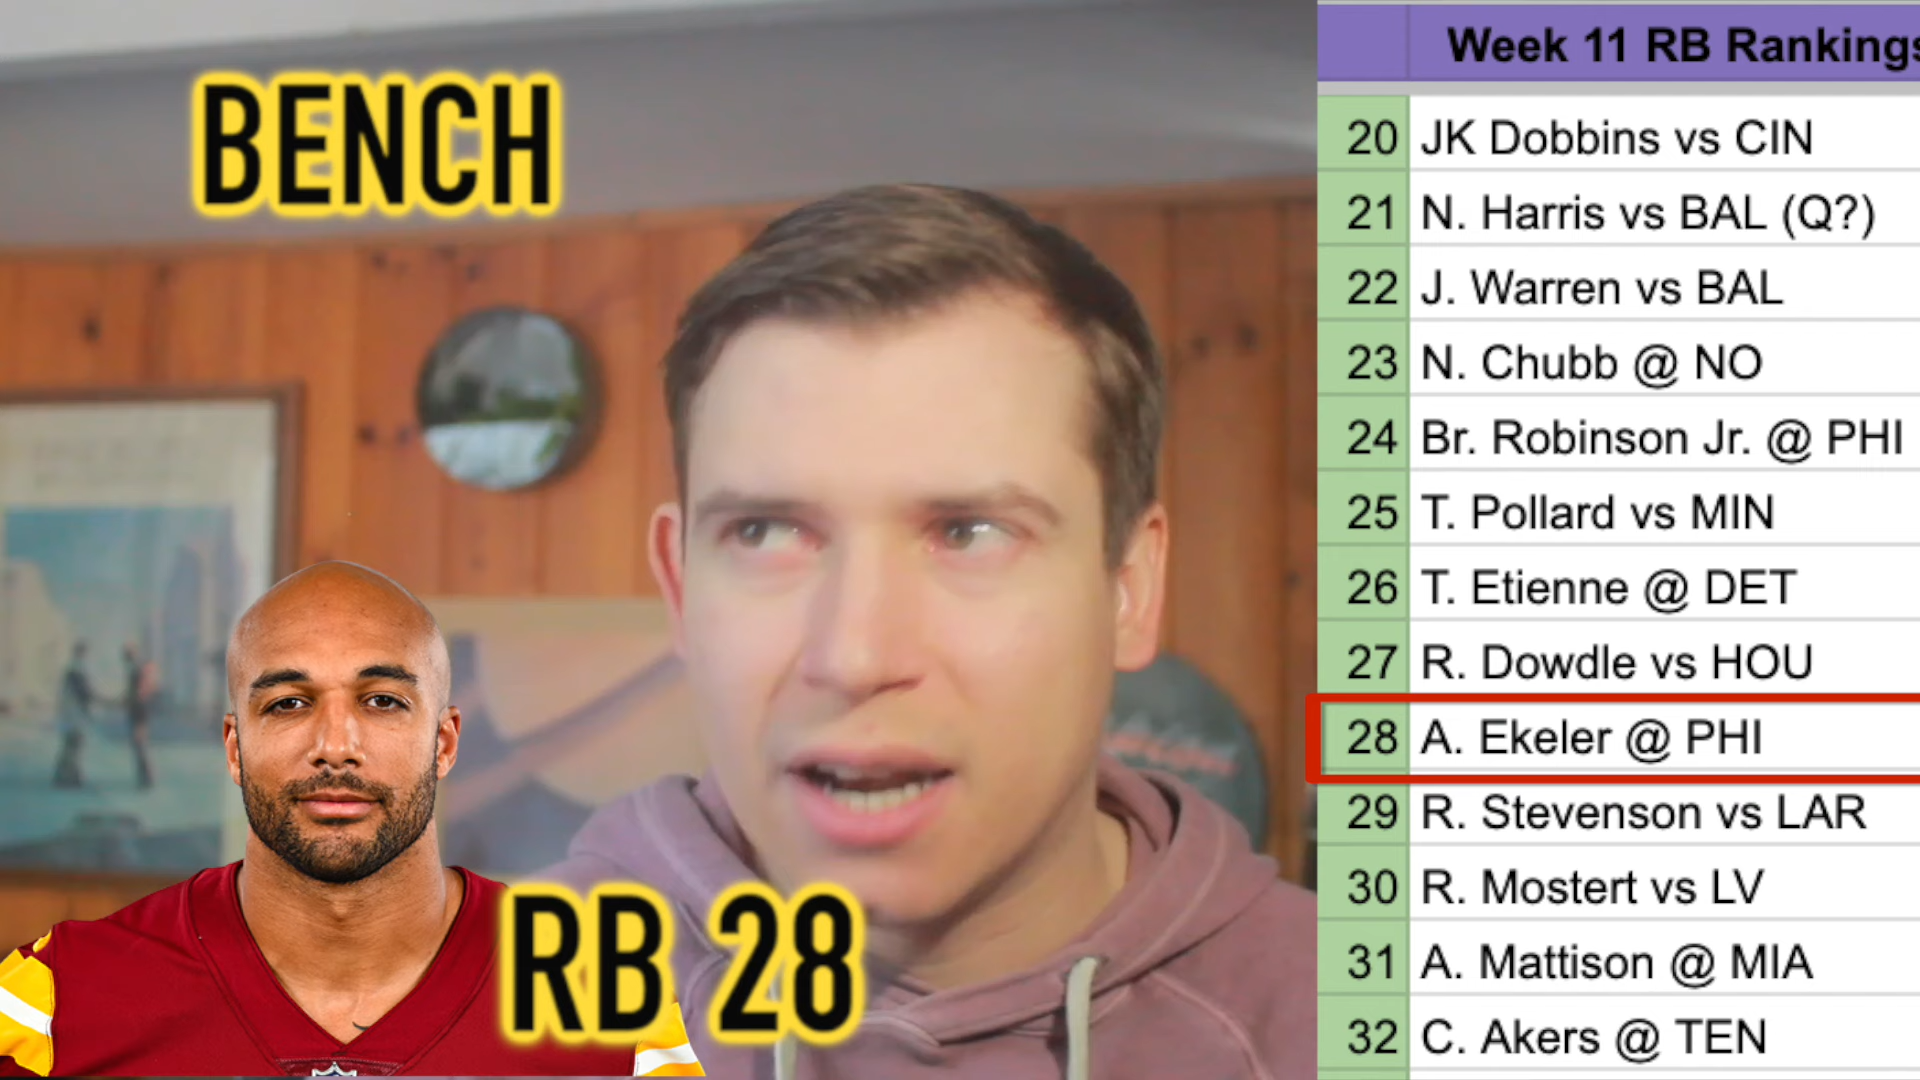 BENCH
RB 28
Week 11 RB Rankings
20 JK Dobbins vs CIN
21 N. Harris vs BAL (Q?)
22 J. Warren vs BAL
23 N. Chubb @ NO
24 Br. Robinson Jr. @ PHI
25 T. Pollard vs MIN
26 T. Etienne @ DET
27 R. Dowdle vs HOU
28 A. Ekeler @ PHI
29 R. Stevenson vs LAR
30 R. Mostert vs LV
31 A. Mattison @ MIA
32 C. Akers @ TEN